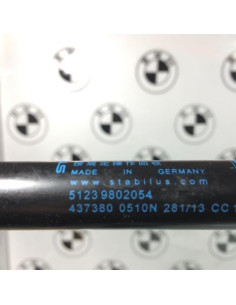 MADE IN GERMANY
www.stabilus.com
51239802054
437380 0510N 281/13 CC